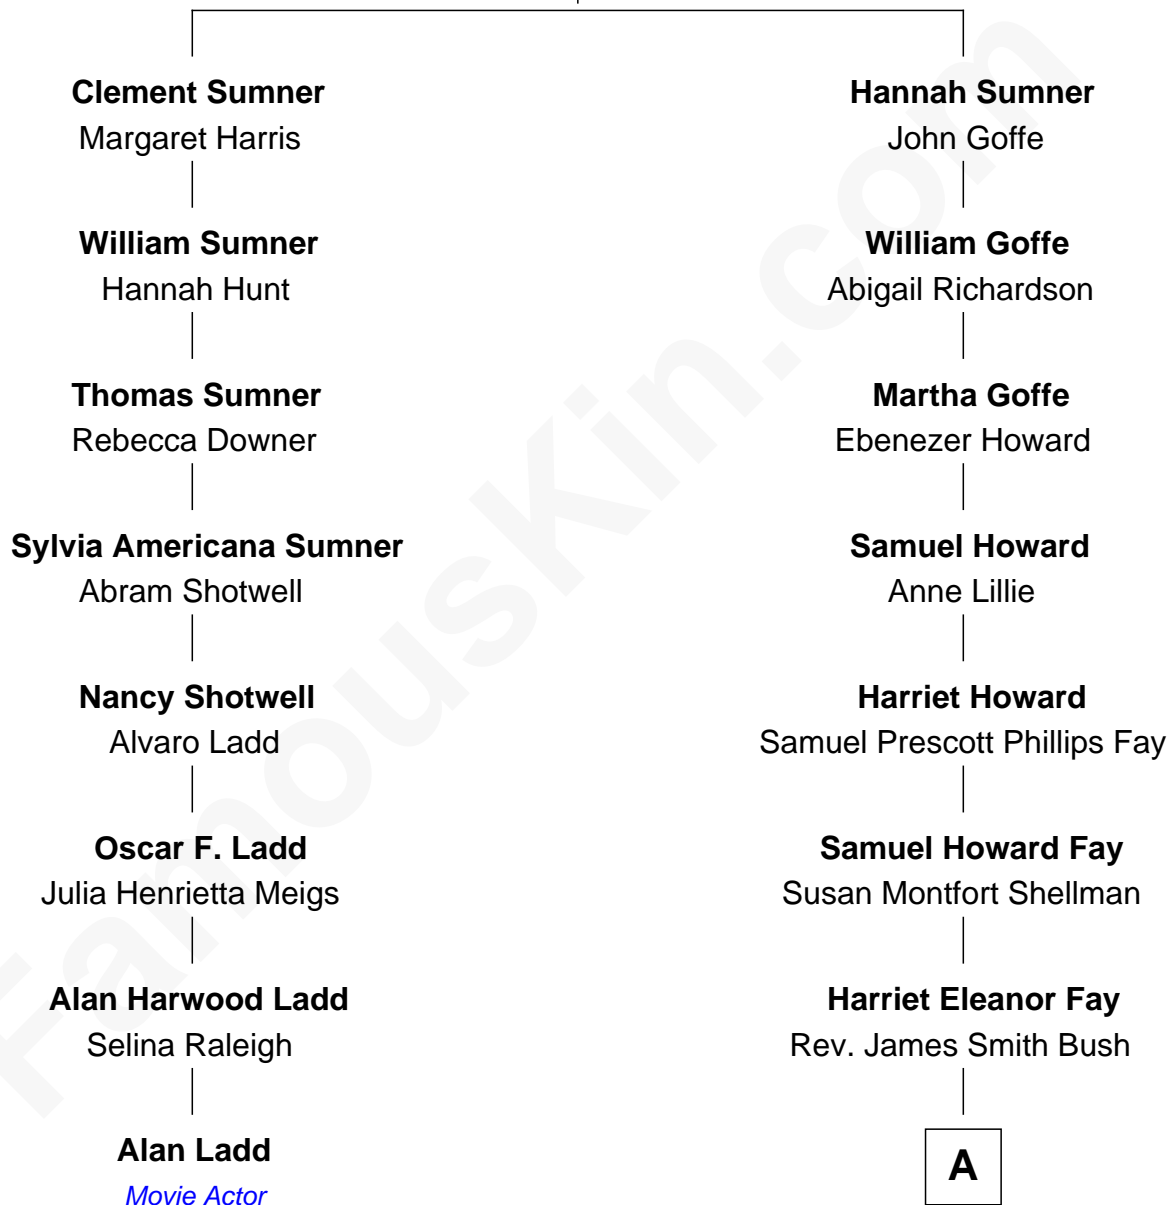 Clement Sumner
Margaret Harris
William Sumner
Hannah Hunt
Thomas Sumner
Rebecca Downer
Sylvia Americana Sumner
Abram Shotwell
Nancy Shotwell
Alvaro Ladd
Oscar F. Ladd
Julia Henrietta Meigs
Alan Harwood Ladd
Selina Raleigh
Alan Ladd
Movie Actor
Hannah Sumner
John Goffe
William Goffe
Abigail Richardson
Martha Goffe
Ebenezer Howard
Samuel Howard
Anne Lillie
Harriet Howard
Samuel Prescott Phillips Fay
Samuel Howard Fay
Susan Montfort Shellman
Harriet Eleanor Fay
Rev. James Smith Bush
A
FamousKin.com